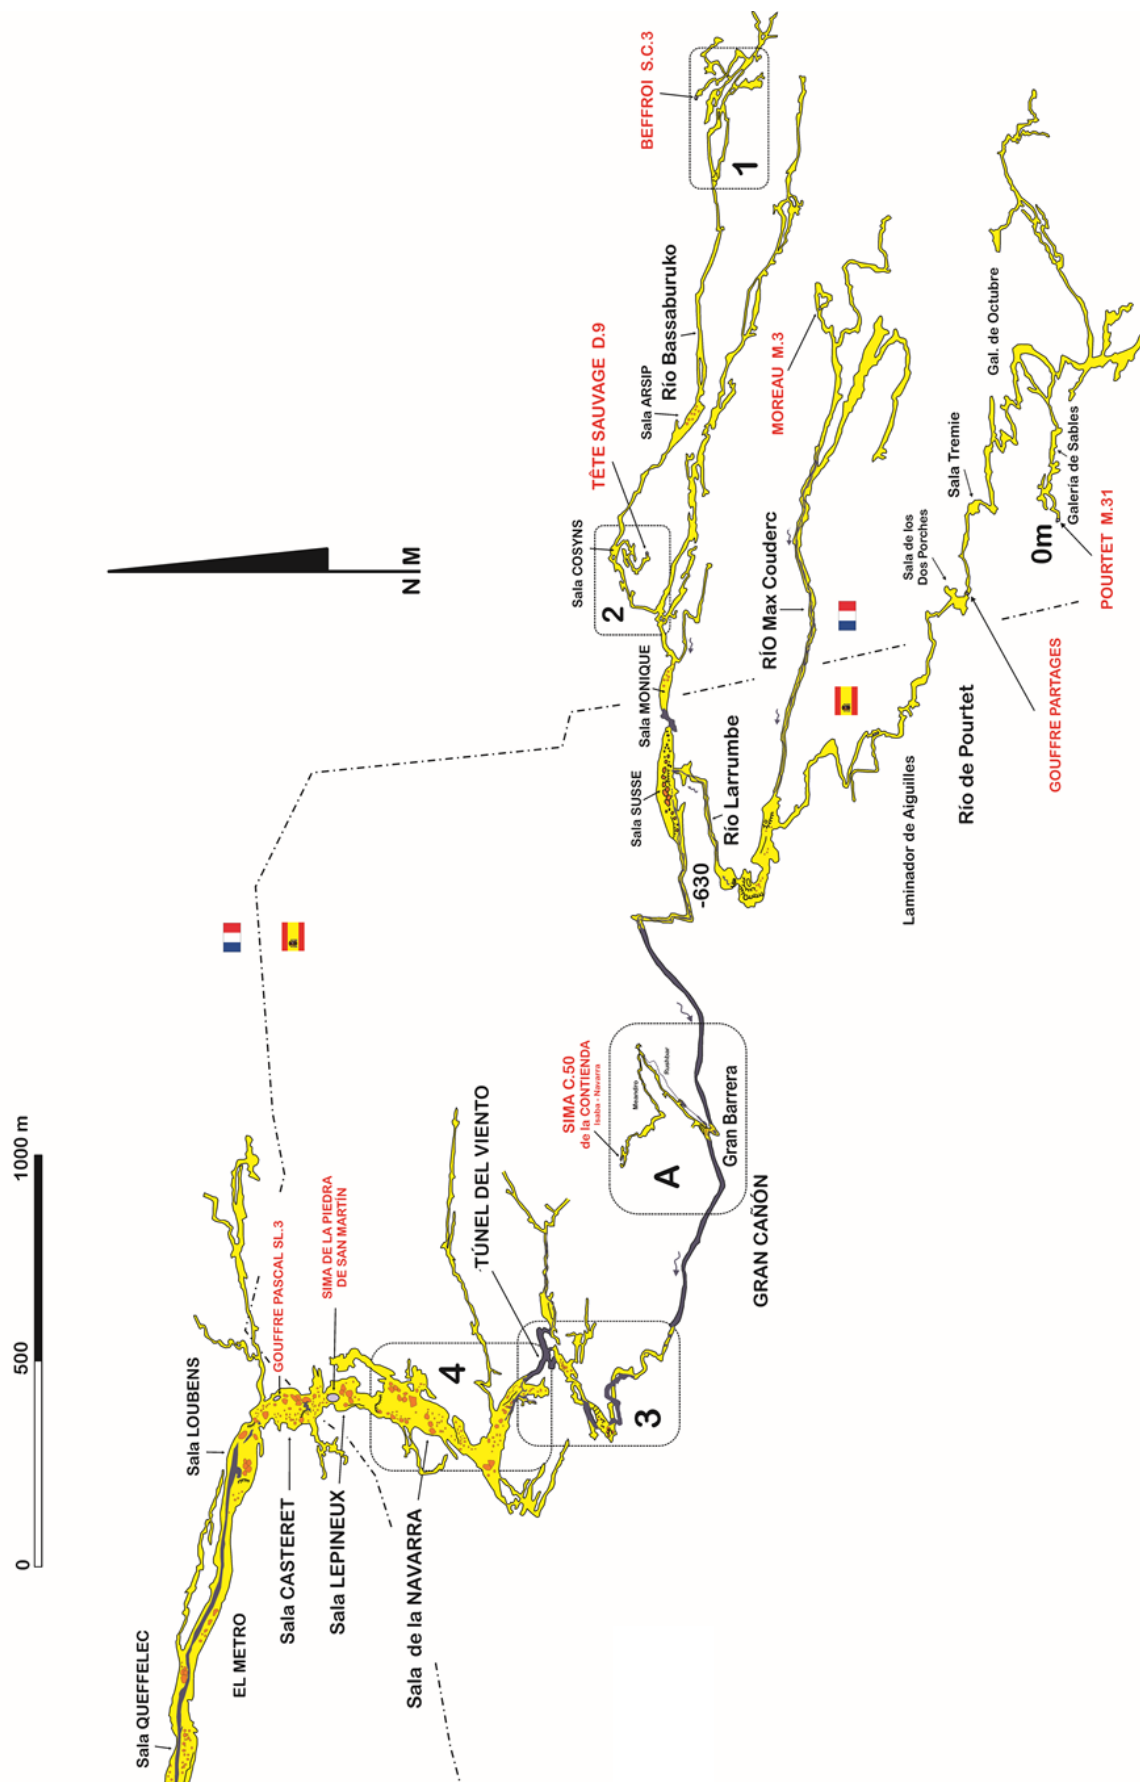 Sala QUEFFELEC
EL METRO
Sala LOUBENS
Sala CASTERET
Sala LEPINEUX
Sala de la NAVARRA
GOUFFRE PASCAL SL.3
SIMA DE LA PIEDRA
DE SAN MARTÍN
4
TÚNEL DEL VIENTO
3
0
500
1000 m
GRAN CAÑÓN
SIMA C.50
de la CONTIENDA
Isaba - Navarra
Meandro
Rushbar
A
Gran Barrera
N M
-630
Río Larrumbe
Sala SUSSE
Sala MONIQUE
2
Sala COSYNS
TÊTE SAUVAGE D.9
Sala ARSIP
Río Bassaburuko
BEFFROI S.C.3
1
RÍO Max Couderc
MOREAU M.3
Laminador de Aiguilles
Río de Pourtet
Sala de los
Dos Porches
GOUFFRE PARTAGES
Sala Tremie
Gal. de Octubre
Galería de Sables
0m
POURTET M.31